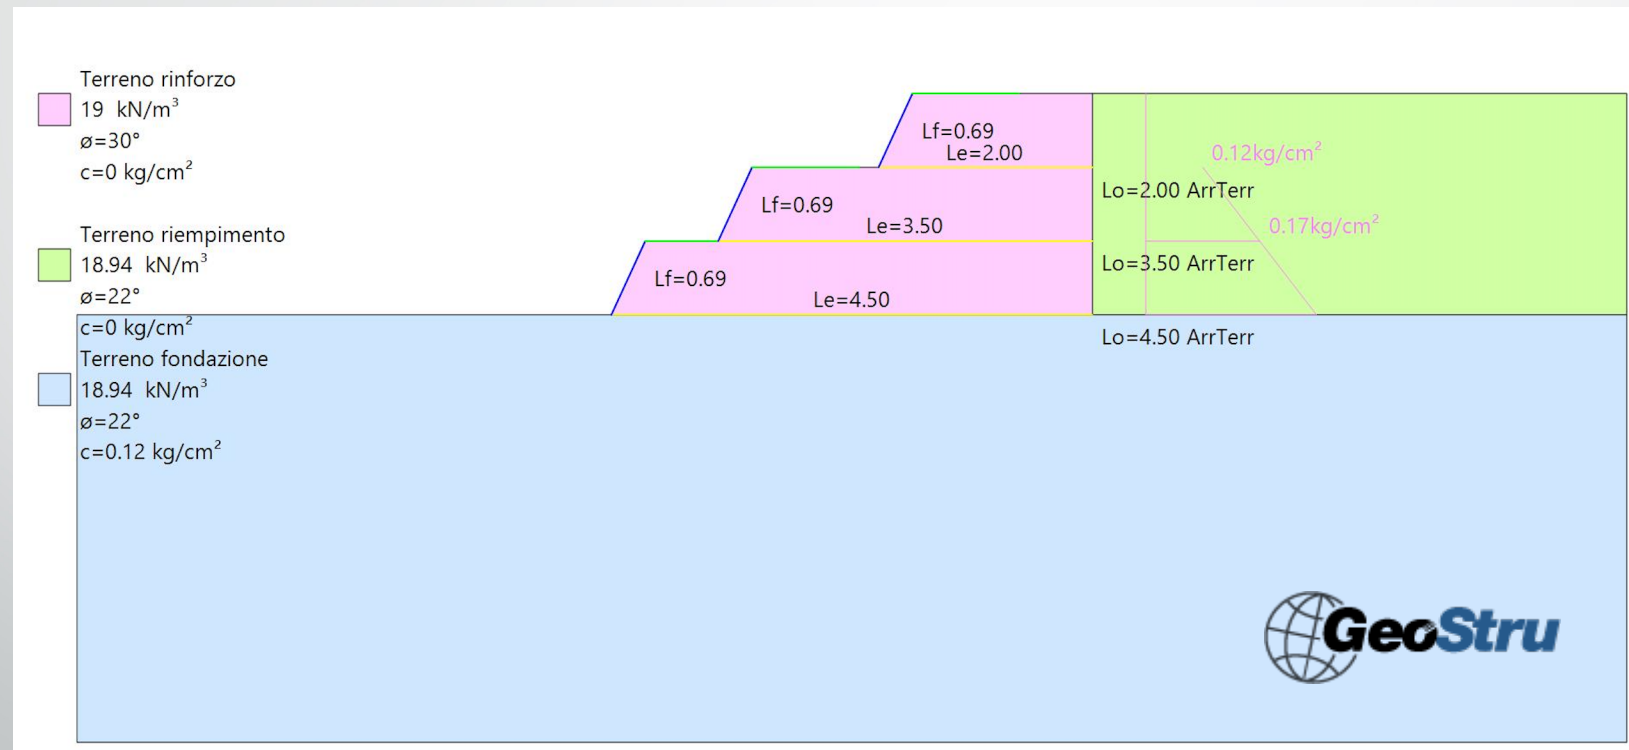 Terreno rinforzo
19 kN/m³
ø=30°
c=0 kg/cm²
Terreno riempimento
18.94 kN/m³
ø=22°
c=0 kg/cm²
Terreno fondazione
18.94 kN/m³
ø=22°
c=0.12 kg/cm²
Lf=0.69
Le=2.00
Lf=0.69
Le=3.50
Lf=0.69
Le=4.50
0.12kg/cm²
Lo=2.00 ArrTerr
0.17kg/cm²
Lo=3.50 ArrTerr
Lo=4.50 ArrTerr
GeoStru